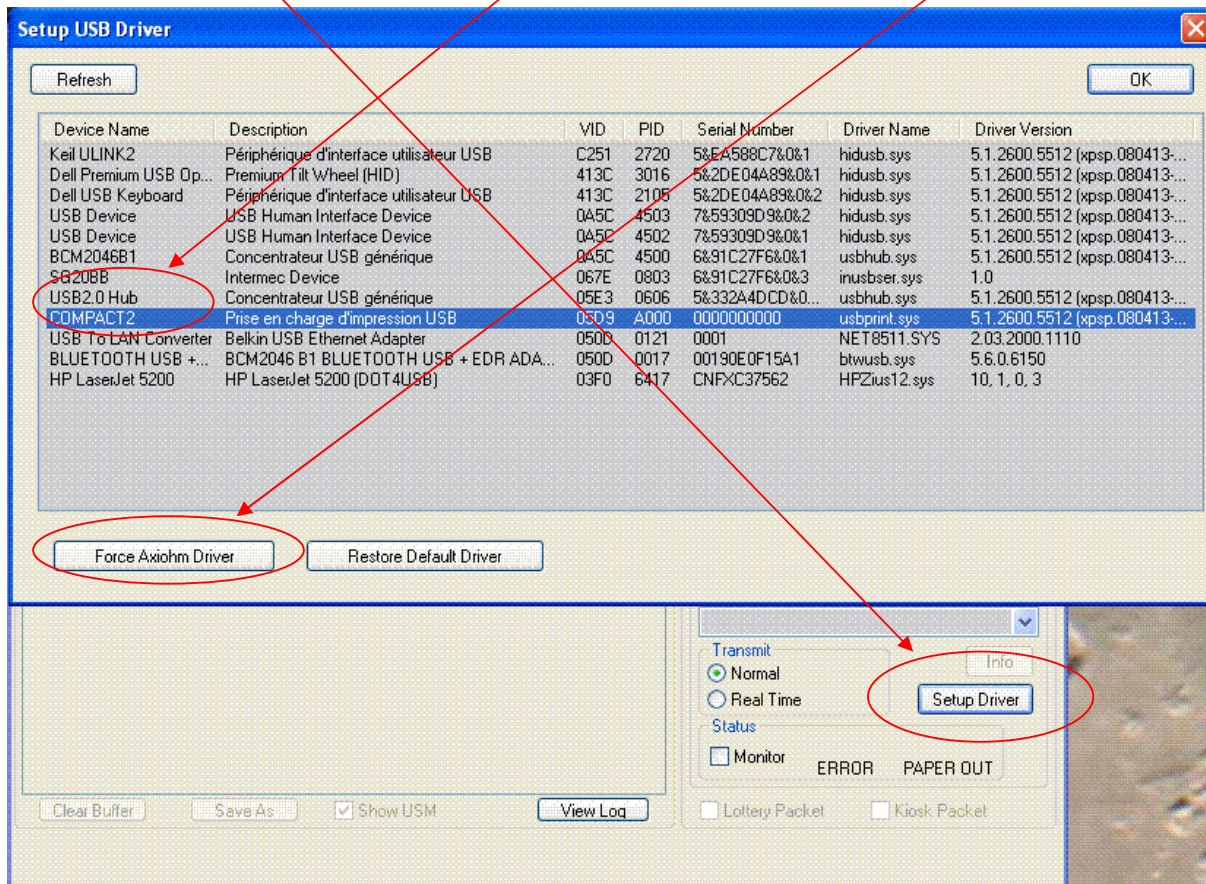 Setup USB Driver
Refresh
OK
Device Name Description VID PID Serial Number Driver Name Driver Version
Keil ULINK2 Périphérique d'interface utilisateur USB C251 2720 5&EA588C7&0&1 hidusb.sys 5.1.2600.5512 (xpsp.080413-...
Dell Premium USB Op... Premium Tilt Wheel (HID) 413C 3016 5&2DE04A89&0&1 hidusb.sys 5.1.2600.5512 (xpsp.080413-...
Dell USB Keyboard Périphérique d'interface utilisateur USB 413C 2105 5&2DE04A89&0&2 hidusb.sys 5.1.2600.5512 (xpsp.080413-...
USB Device USB Human Interface Device 0A5C 4503 7&59309D9&0&2 hidusb.sys 5.1.2600.5512 (xpsp.080413-...
USB Device USB Human Interface Device 0A5C 4502 7&59309D9&0&1 hidusb.sys 5.1.2600.5512 (xpsp.080413-...
BCM2046B1 Concentrateur USB générique 0A5C 4500 6&91C27F6&0&1 usbhub.sys 5.1.2600.5512 (xpsp.080413-...
SG20BB Intermec Device 067E 0803 6&91C27F6&0&3 inusbser.sys 1.0
USB2.0 Hub Concentrateur USB générique 05E3 0606 5&332A4DCD&0... usbhub.sys 5.1.2600.5512 (xpsp.080413-...
COMPACT2 Prise en charge d'impression USB 05D9 A000 0000000000 usbprint.sys 5.1.2600.5512 (xpsp.080413-...
USB To LAN Converter Belkin USB Ethernet Adapter 050D 0121 0001 NET8511.SYS 2.03.2000.1110
BLUETOOTH USB +... BCM2046 B1 BLUETOOTH USB + EDR ADA... 050D 0017 00190E0F15A1 btwusb.sys 5.6.0.6150
HP LaserJet 5200 HP LaserJet 5200 (DOT4USB) 03F0 6417 CNFXC37562 HPZius12.sys 10, 1, 0, 3
Force Axiohm Driver
Restore Default Driver
Transmit
Info
Normal
Real Time
Setup Driver
Status
Monitor
ERROR PAPER OUT
Clear Buffer
Save As
Show USM
View Log
Lottery Packet
Kiosk Packet